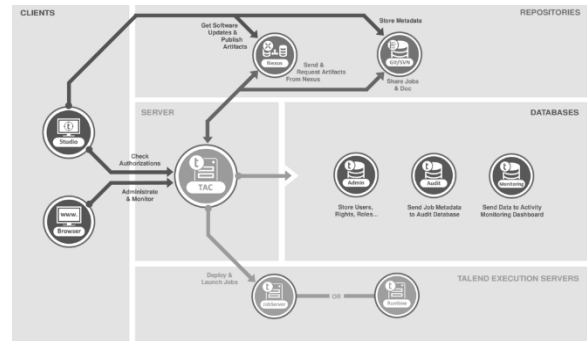 CLIENTS
REPOSITORIES
Get Software
Updates &
Publish
Artifacts
Store Metadata
Nexus
Git/SVN
Send &
Request Artifacts
From Nexus
Share Jobs
& Doc
SERVER
DATABASES
Studio
Check
Authorizations
TAC
Administrate
& Monitor
www.
Browser
Admin
Audit
Monitoring
Store Users,
Rights, Roles...
Send Job Metadata
to Audit Database
Send Data to Activity
Monitoring Dashboard
TALEND EXECUTION SERVERS
Deploy &
Launch Jobs
JobServer
OR
Runtime